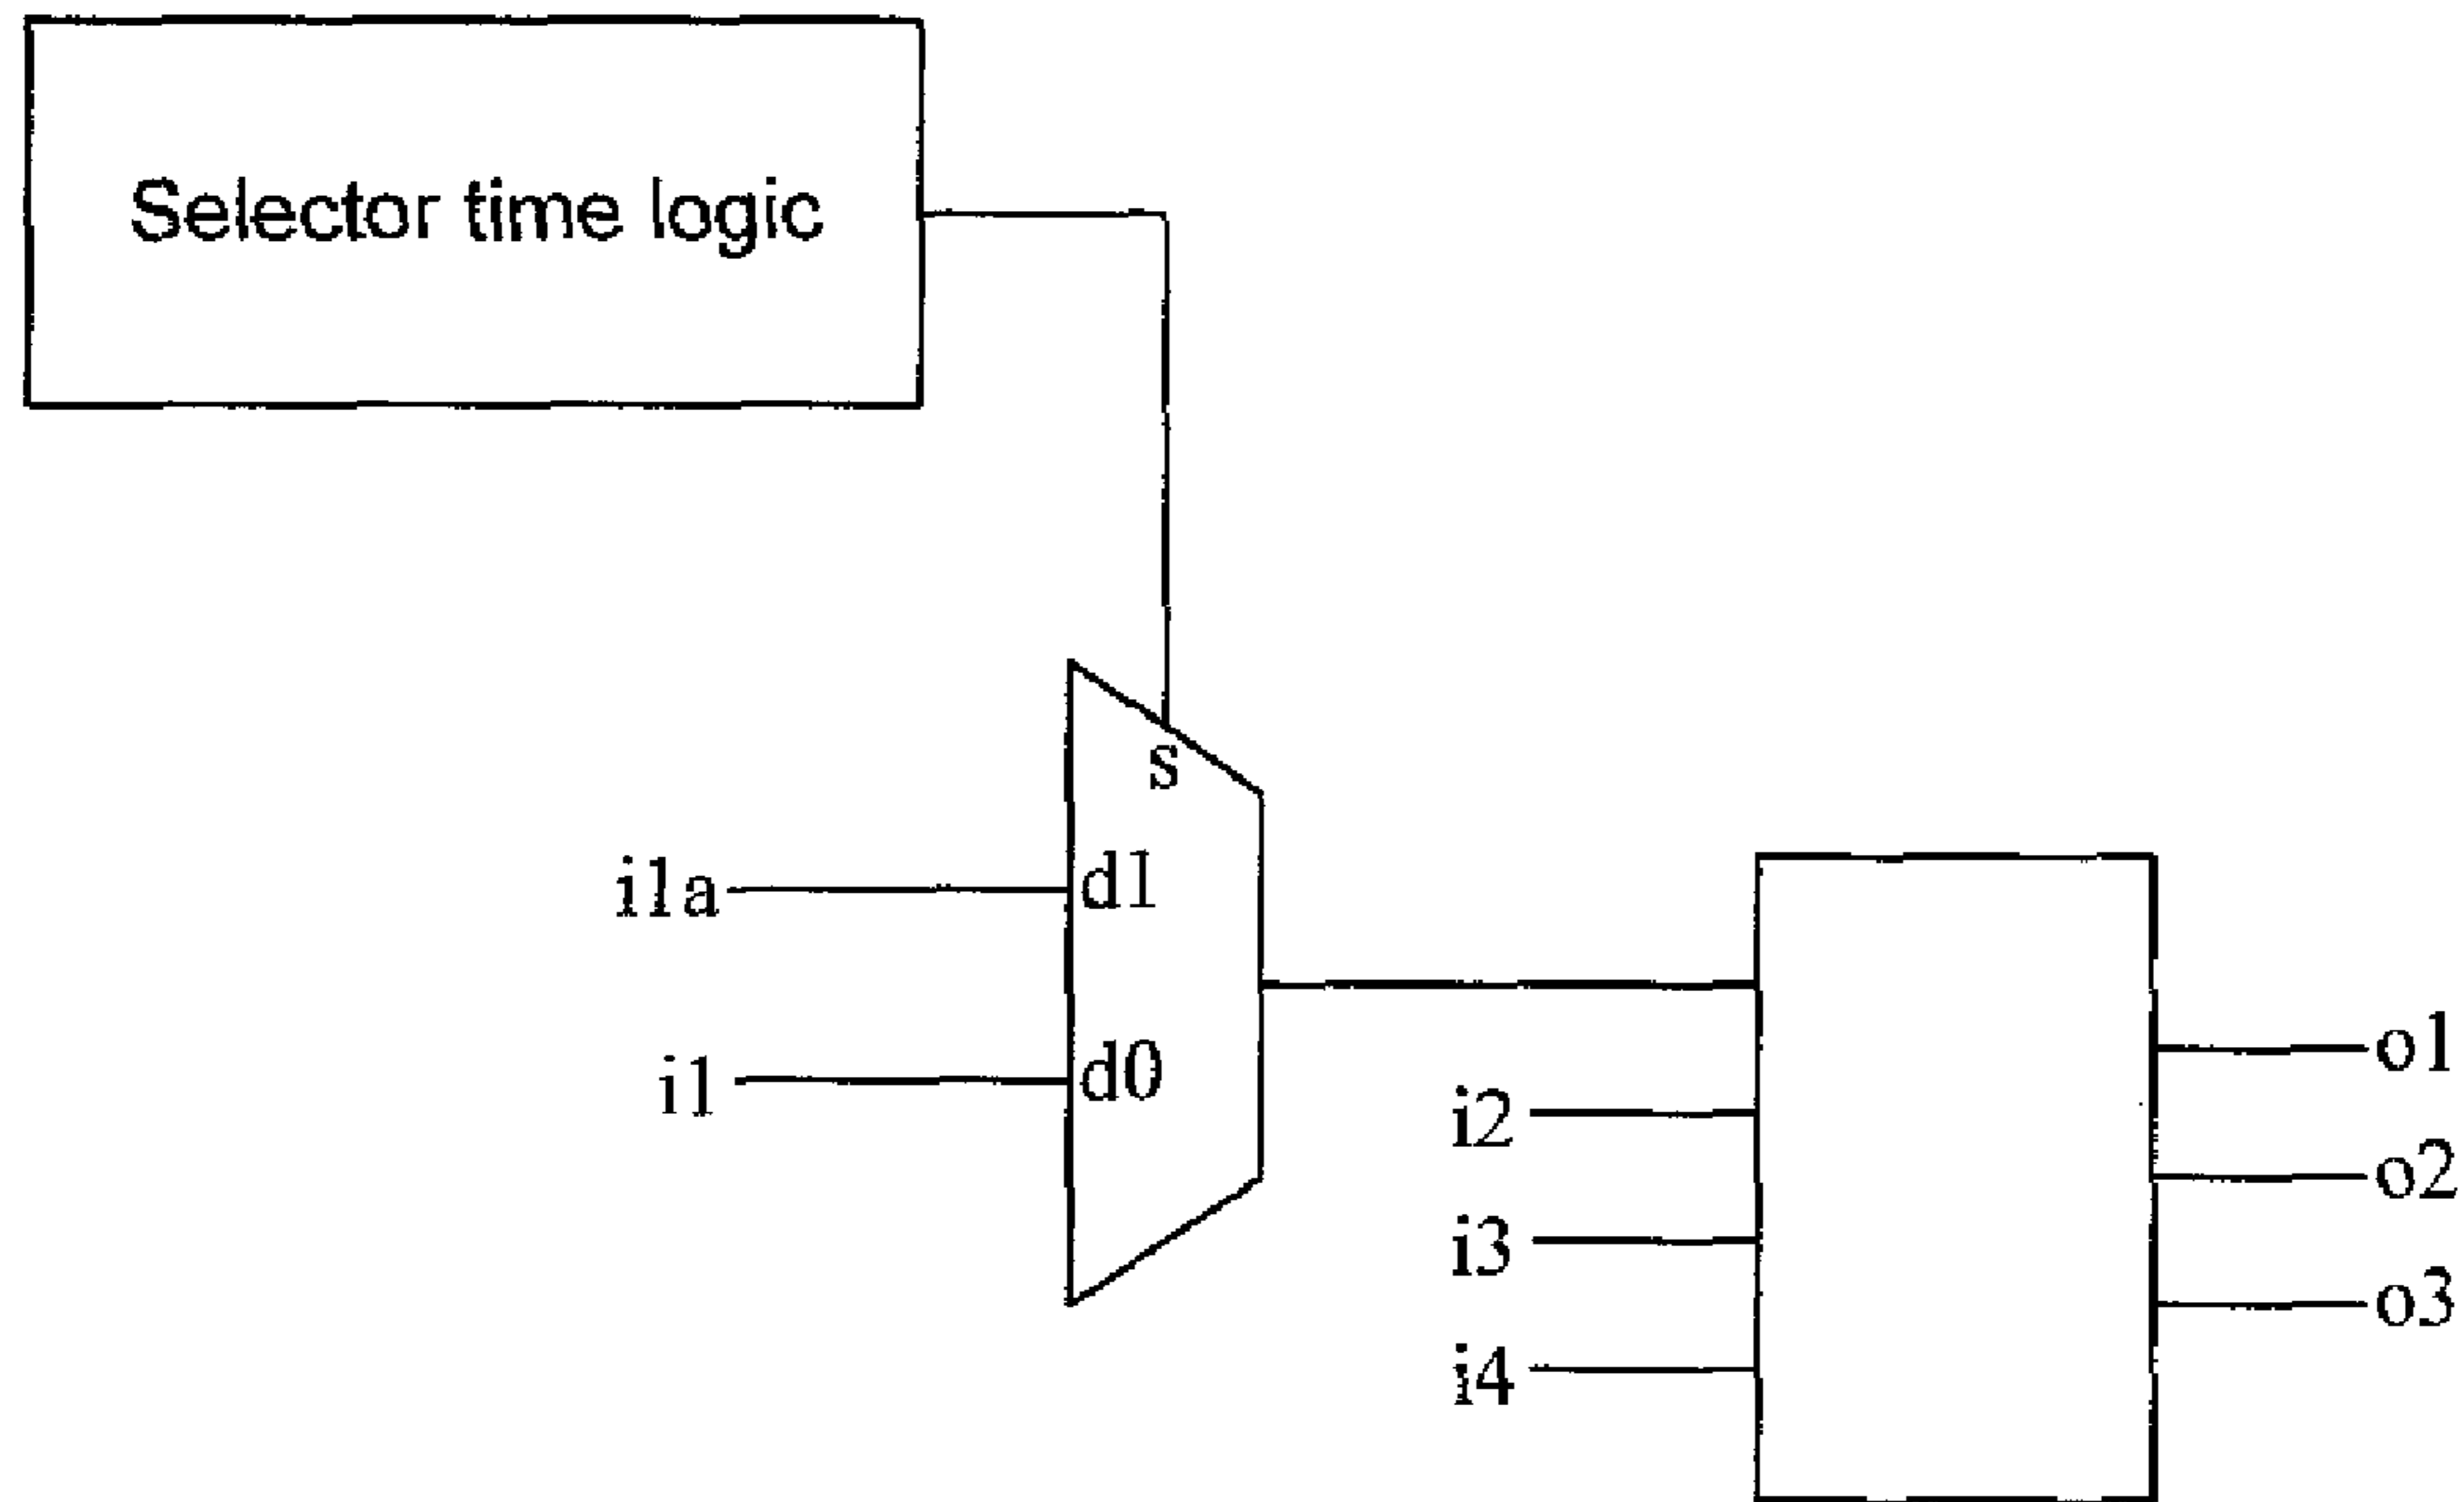 Selector time logic
s
i1a
d1
i1
d0
i2
i3
i4
o1
o2
o3